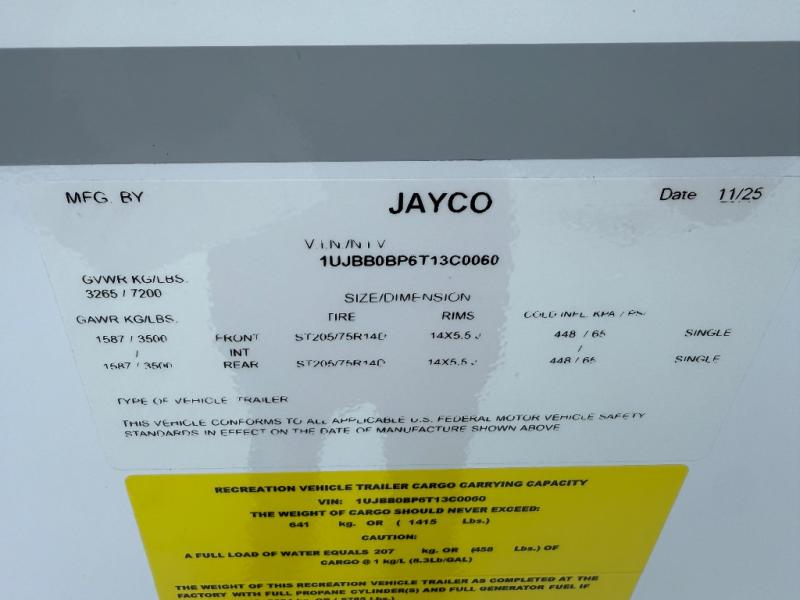 MFG. BY JAYCO Date 11/25
V.I.N./N I V
1UJBB0BP6T13C0060
GVWR KG/LBS.
3265 / 7200
SIZE/DIMENSION
GAWR KG/LBS. TIRE RIMS COLD INFL. KPA / PSI
1587 / 3500 FRONT ST205/75R14D 14X5.5 J 448 / 65 SINGLE
/ INT /
1587 / 3500 REAR ST205/75R14D 14X5.5 J 448 / 65 SINGLE
TYPE OF VEHICLE TRAILER
THIS VEHICLE CONFORMS TO ALL APPLICABLE U.S. FEDERAL MOTOR VEHICLE SAFETY
STANDARDS IN EFFECT ON THE DATE OF MANUFACTURE SHOWN ABOVE
RECREATION VEHICLE TRAILER CARGO CARRYING CAPACITY
VIN: 1UJBB0BP6T13C0060
THE WEIGHT OF CARGO SHOULD NEVER EXCEED:
641 kg. OR ( 1415 Lbs.)
CAUTION:
A FULL LOAD OF WATER EQUALS 207 kg. OR (458 Lbs.) OF
CARGO @ 1 kg/L (8.3Lb/GAL)
THE WEIGHT OF THIS RECREATION VEHICLE TRAILER AS COMPLETED AT THE
FACTORY WITH FULL PROPANE CYLINDER(S) AND FULL GENERATOR FUEL IF